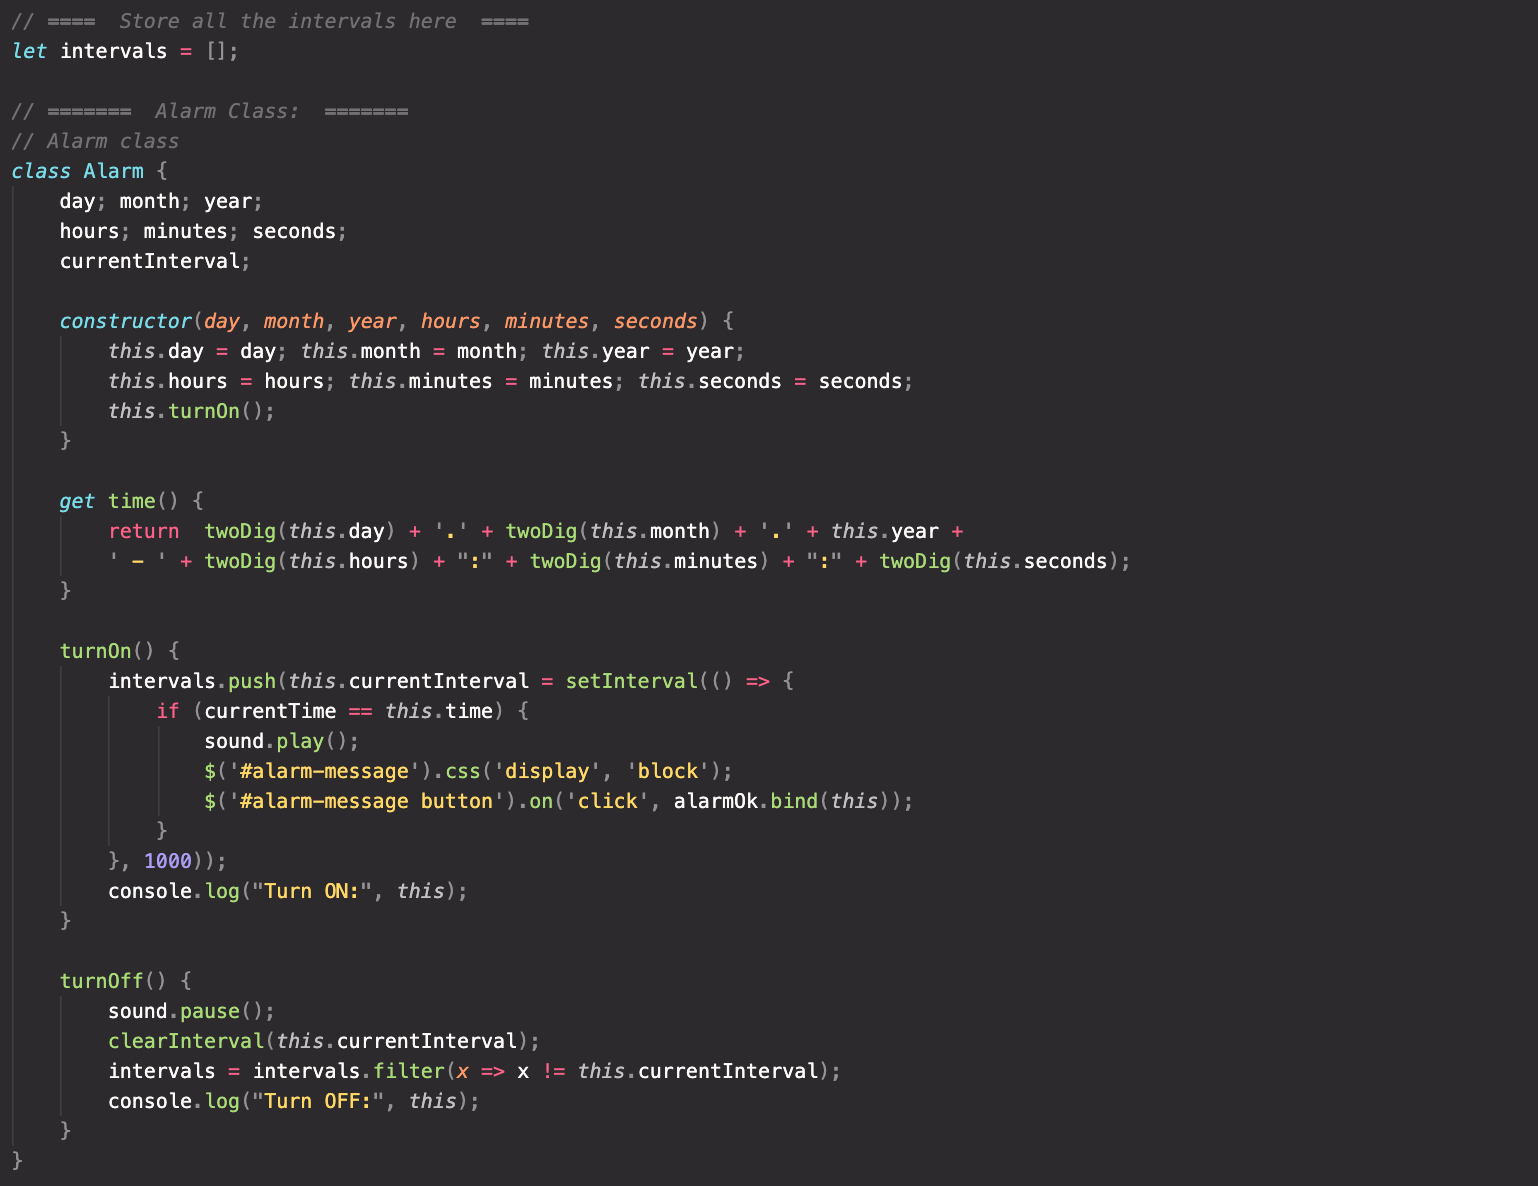 // ==== Store all the intervals here ====
let intervals = [];
// ======= Alarm Class: =======
// Alarm class
class Alarm {
day; month; year;
hours; minutes; seconds;
currentInterval;
constructor(day, month, year, hours, minutes, seconds) {
this.day = day; this.month = month; this.year = year;
this.hours = hours; this.minutes = minutes; this.seconds = seconds;
this.turnOn();
}
get time() {
return twoDig(this.day) + '.' + twoDig(this.month) + '.' + this.year +
' - ' + twoDig(this.hours) + ":" + twoDig(this.minutes) + ":" + twoDig(this.seconds);
}
turnOn() {
intervals.push(this.currentInterval = setInterval(() => {
if (currentTime == this.time) {
sound.play();
$('#alarm-message').css('display', 'block');
$('#alarm-message button').on('click', alarmOk.bind(this));
}
}, 1000));
console.log("Turn ON:", this);
}
turnOff() {
sound.pause();
clearInterval(this.currentInterval);
intervals = intervals.filter(x => x != this.currentInterval);
console.log("Turn OFF:", this);
}
}